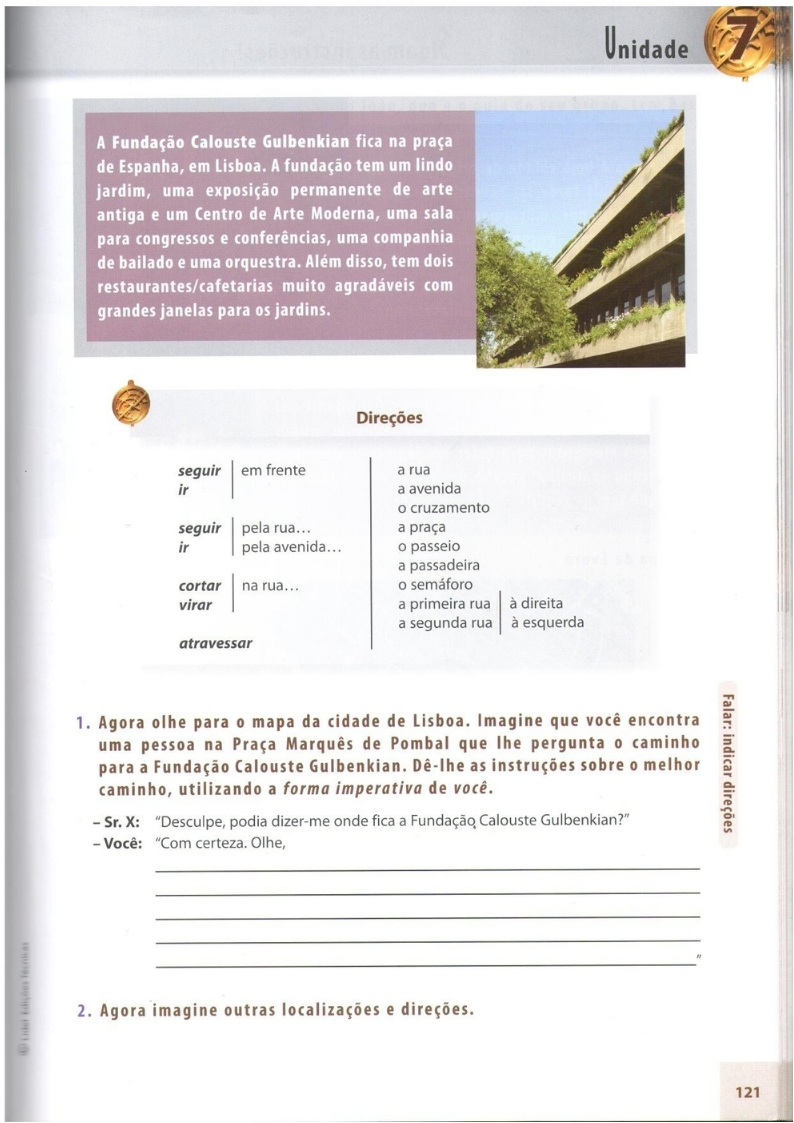 Unidade 7
A Fundação Calouste Gulbenkian fica na praça
de Espanha, em Lisboa. A fundação tem um lindo
jardim, uma exposição permanente de arte
antiga e um Centro de Arte Moderna, uma sala
para congressos e conferências, uma companhia
de bailado e uma orquestra. Além disso, tem dois
restaurantes/cafetarias muito agradáveis com
grandes janelas para os jardins.
Direções
seguir em frente
ir
seguir pela rua...
ir pela avenida...
cortar na rua...
virar
atravessar
a rua
a avenida
o cruzamento
a praça
o passeio
a passadeira
o semáforo
a primeira rua à direita
a segunda rua à esquerda
1. Agora olhe para o mapa da cidade de Lisboa. Imagine que você encontra
uma pessoa na Praça Marquês de Pombal que lhe pergunta o caminho
para a Fundação Calouste Gulbenkian. Dê-lhe as instruções sobre o melhor
caminho, utilizando a forma imperativa de você.
– Sr. X: "Desculpe, podia dizer-me onde fica a Fundação Calouste Gulbenkian?"
– Você: "Com certeza. Olhe,
"
2. Agora imagine outras localizações e direções.
Falar: indicar direções
© Lidel Edições Técnicas
121